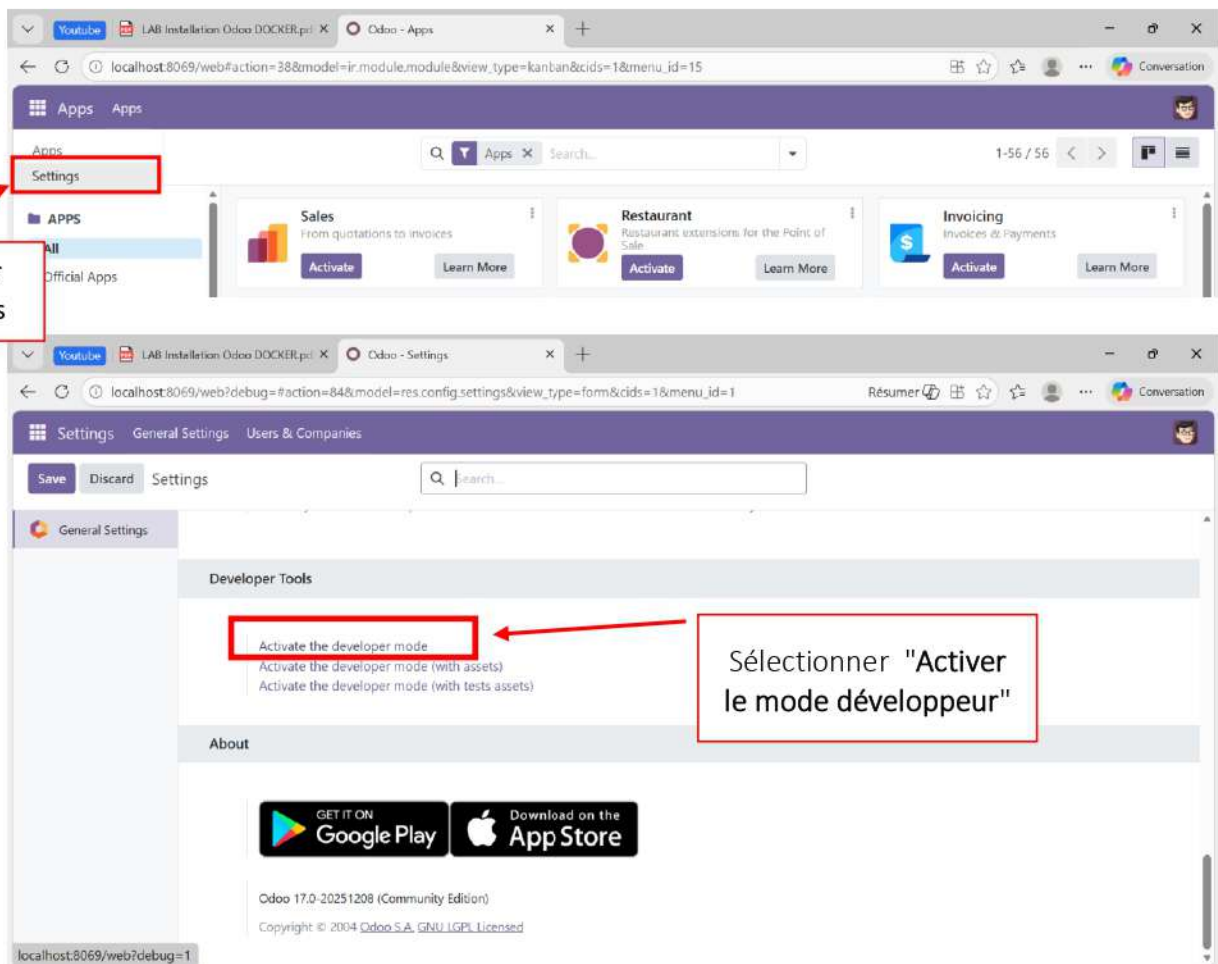 Youtube LAB Installation Odoo DOCKER.pd Odoo - Apps
localhost:8069/web#action=38&model=ir.module.module&view_type=kanban&cids=1&menu_id=15 Conversation
Apps Apps
Apps Apps Search... 1-56 / 56
Settings
APPS
All
Official Apps
s
Sales
From quotations to invoices
Activate Learn More
Restaurant
Restaurant extensions for the Point of
Sale
Activate Learn More
Invoicing
Invoices & Payments
Activate Learn More
Youtube LAB Installation Odoo DOCKER.pd Odoo - Settings
localhost:8069/web?debug=#action=84&model=res.config.settings&view_type=form&cids=1&menu_id=1 Résumer Conversation
Settings General Settings Users & Companies
Save Discard Settings Search...
General Settings
Developer Tools
Activate the developer mode
Activate the developer mode (with assets)
Activate the developer mode (with tests assets)
Sélectionner "Activer
le mode développeur"
About
GET IT ON
Google Play
Download on the
App Store
Odoo 17.0-20251208 (Community Edition)
Copyright © 2004 Odoo S.A. GNU LGPL Licensed
localhost:8069/web?debug=1